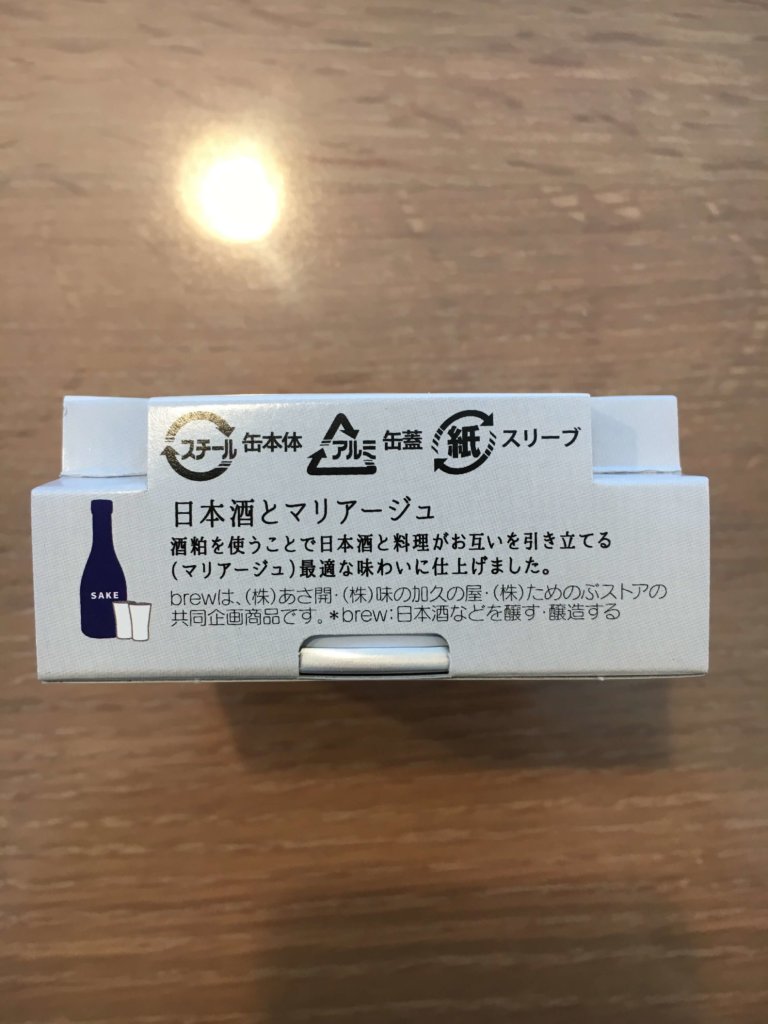 スチール 缶本体 アルミ 缶蓋 紙 スリーブ
日本酒とマリアージュ
酒粕を使うことで日本酒と料理がお互いを引き立てる
(マリアージュ)最適な味わいに仕上げました。
SAKE
brewは、(株)あさ開・(株)味の加久の屋・(株)ためのぶストアの
共同企画商品です。*brew:日本酒などを醸す・醸造する